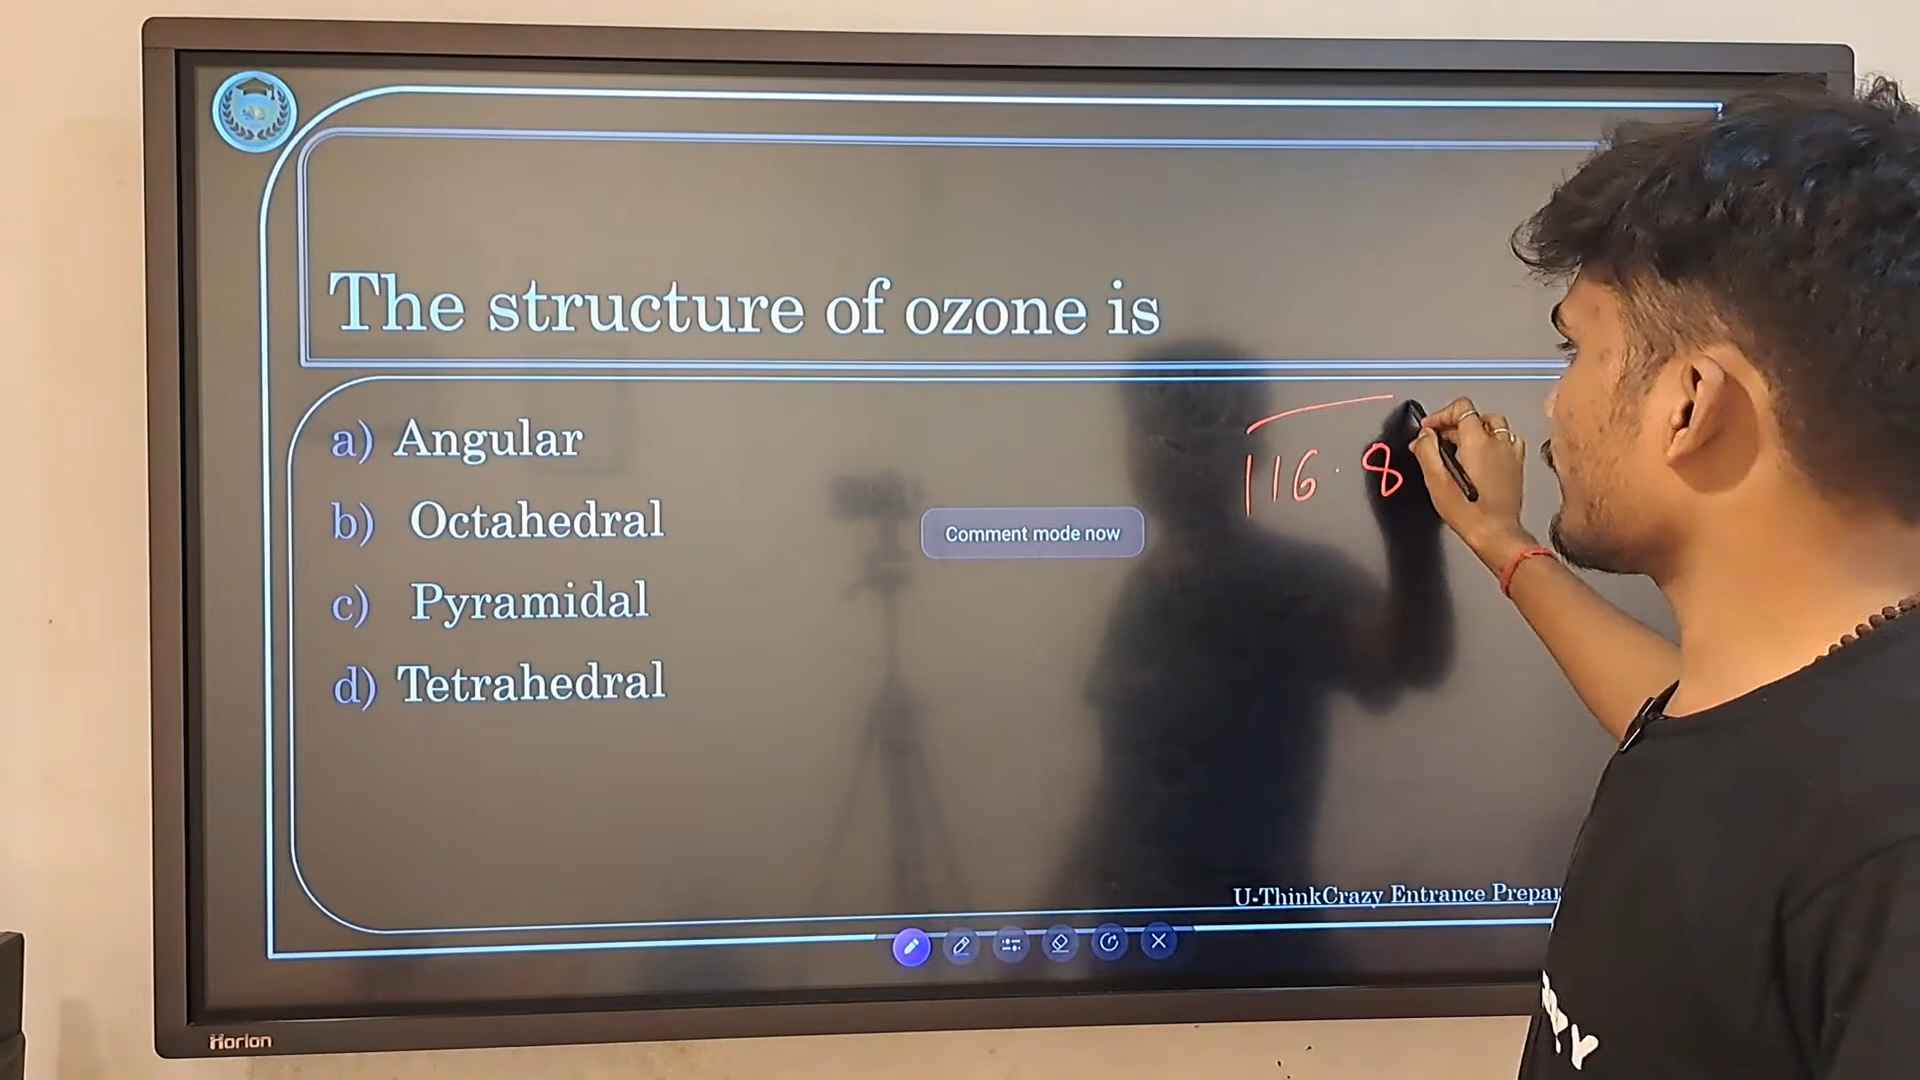 The structure of ozone is
a) Angular
b) Octahedral
c) Pyramidal
d) Tetrahedral
116.8
Comment mode now
U-ThinkCrazy Entrance Prepar
Horion